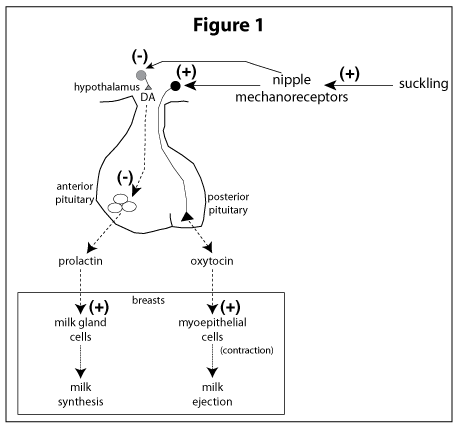 Figure 1
(-)
(+)
(+)
hypothalamus
DA
nipple
mechanoreceptors
suckling
(-)
anterior
pituitary
posterior
pituitary
prolactin
oxytocin
breasts
(+)
(+)
milk gland
cells
myoepithelial
cells
(contraction)
milk
synthesis
milk
ejection